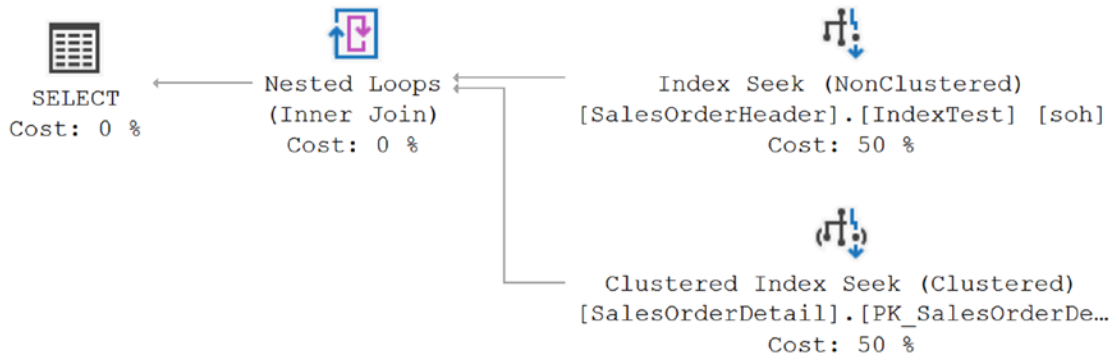 SELECT
Cost: 0 %
Nested Loops
(Inner Join)
Cost: 0 %
Index Seek (NonClustered)
[SalesOrderHeader].[IndexTest] [soh]
Cost: 50 %
Clustered Index Seek (Clustered)
[SalesOrderDetail].[PK_SalesOrderDe…
Cost: 50 %